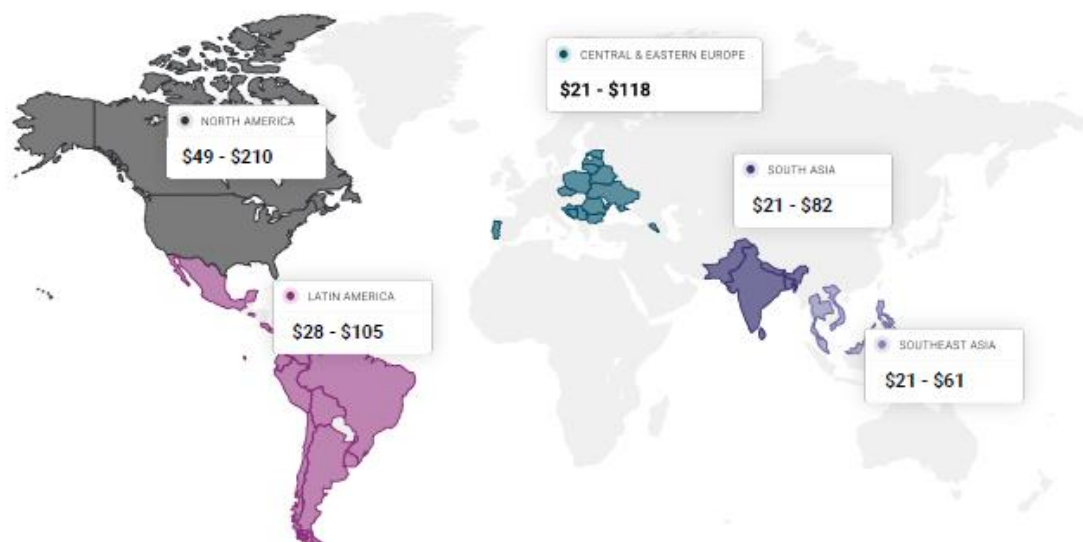 CENTRAL & EASTERN EUROPE
$21 - $118
NORTH AMERICA
$49 - $210
SOUTH ASIA
$21 - $82
LATIN AMERICA
$28 - $105
SOUTHEAST ASIA
$21 - $61